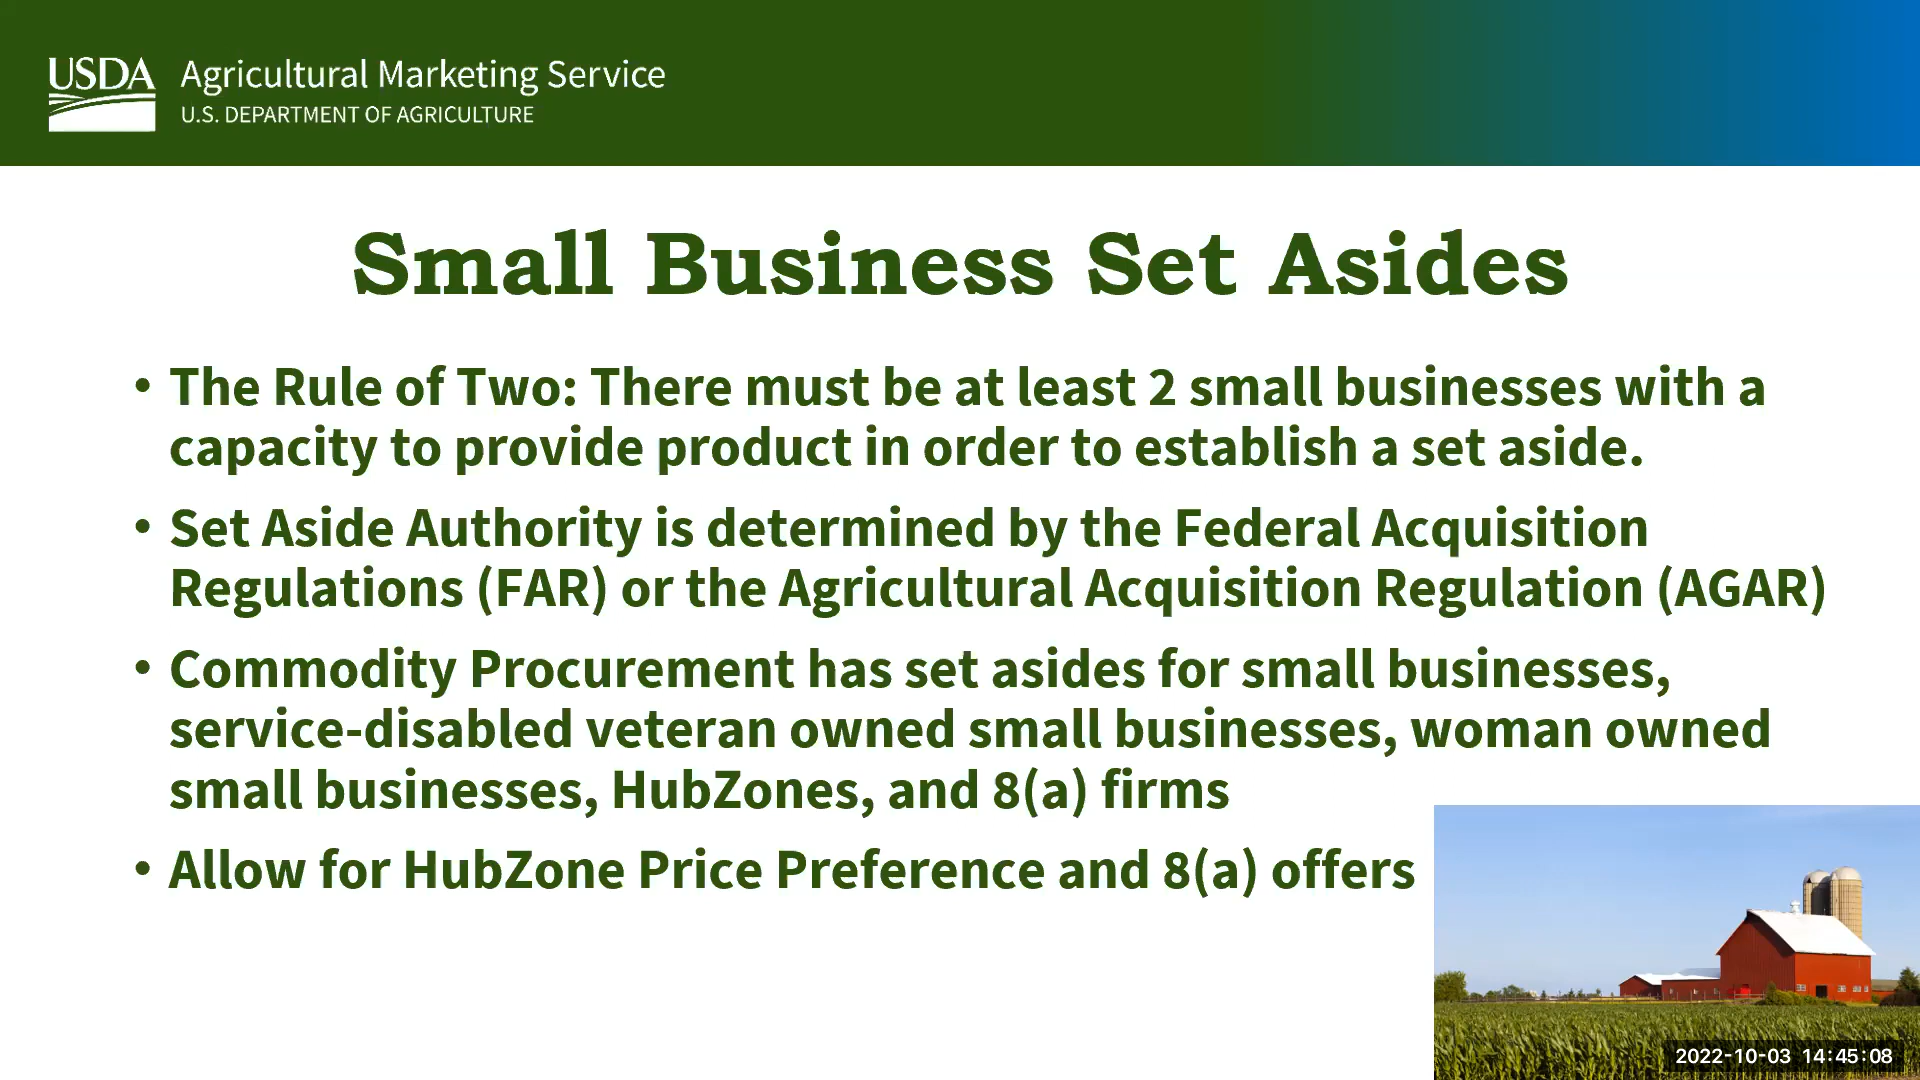 USDA
Agricultural Marketing Service
U.S. DEPARTMENT OF AGRICULTURE
Small Business Set Asides
• The Rule of Two: There must be at least 2 small businesses with a
capacity to provide product in order to establish a set aside.
• Set Aside Authority is determined by the Federal Acquisition
Regulations (FAR) or the Agricultural Acquisition Regulation (AGAR)
• Commodity Procurement has set asides for small businesses,
service-disabled veteran owned small businesses, woman owned
small businesses, HubZones, and 8(a) firms
• Allow for HubZone Price Preference and 8(a) offers
2022-10-03 14:45:08